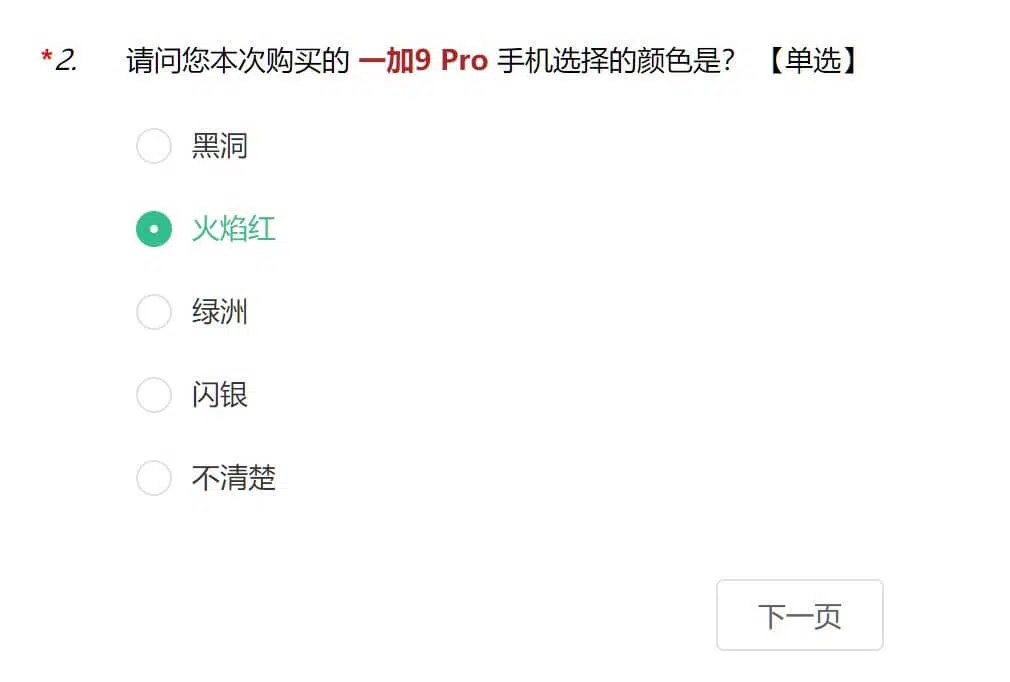 *2. 请问您本次购买的 一加9 Pro 手机选择的颜色是？ 【单选】
黑洞
火焰红
绿洲
闪银
不清楚
下一页